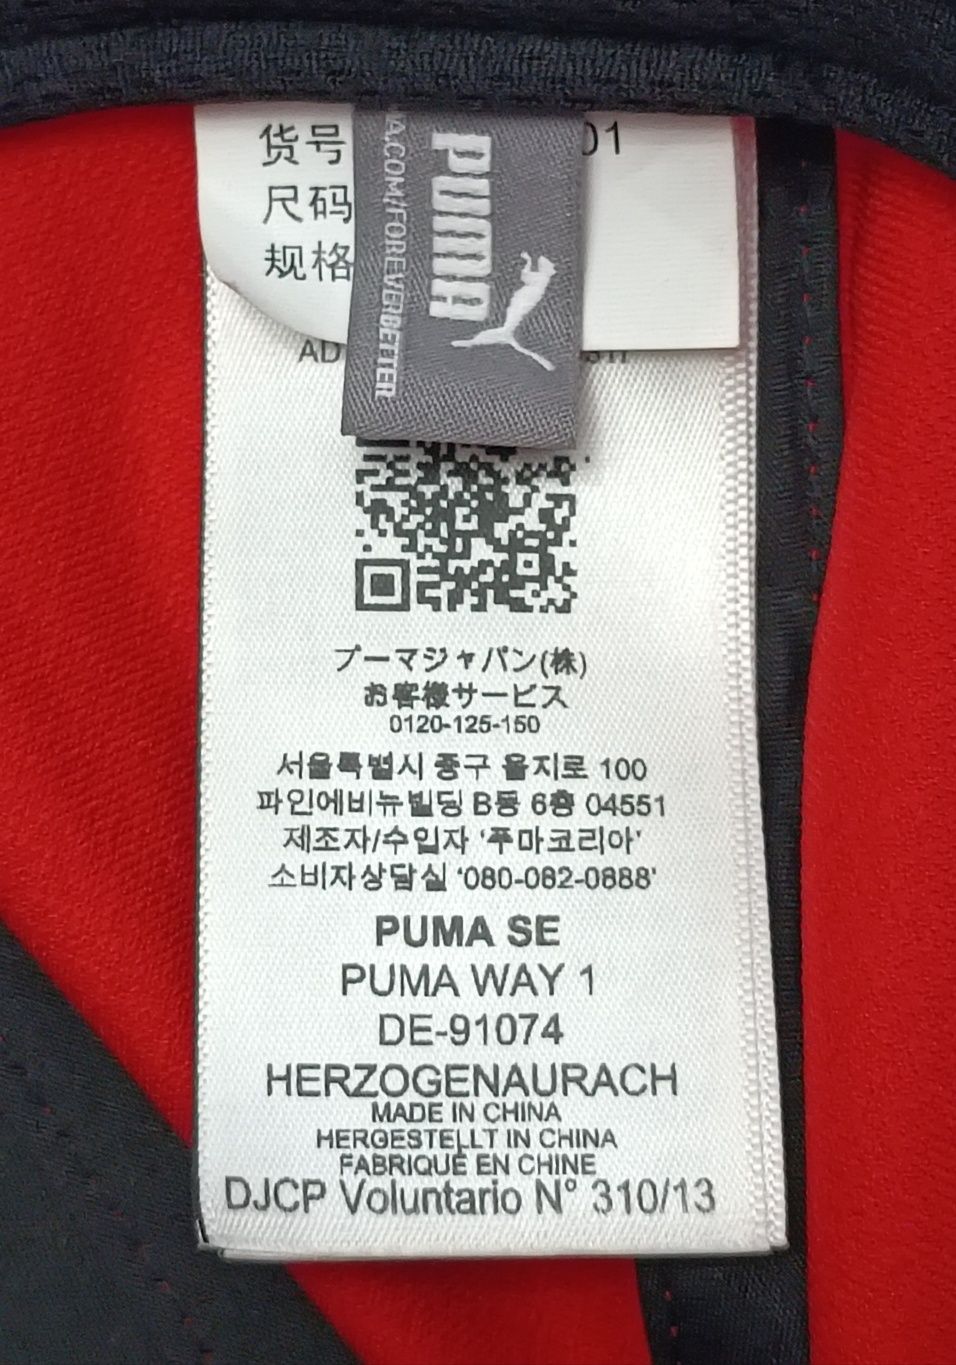 货号
01
尺码
规格
PUMA
.COM/FOREVERBETTER
AD
プーマジャパン(株)
お客様サービス
0120-125-150
서울특별시 중구 을지로 100
파인에비뉴빌딩 B동 6층 04551
제조자/수입자 '푸마코리아'
소비자상담실 '080-082-0888'
PUMA SE
PUMA WAY 1
DE-91074
HERZOGENAURACH
MADE IN CHINA
HERGESTELLT IN CHINA
FABRIQUÉ EN CHINE
DJCP Voluntario N° 310/13